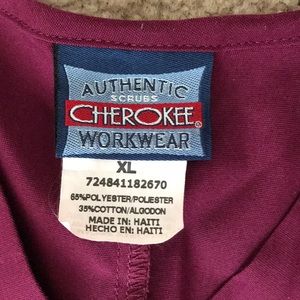 AUTHENTIC
SCRUBS
CHEROKEE®
WORKWEAR
XL
724841182670
65%POLYESTER/POLIESTER
35%COTTON/ALGODON
MADE IN: HAITI
HECHO EN: HAITI